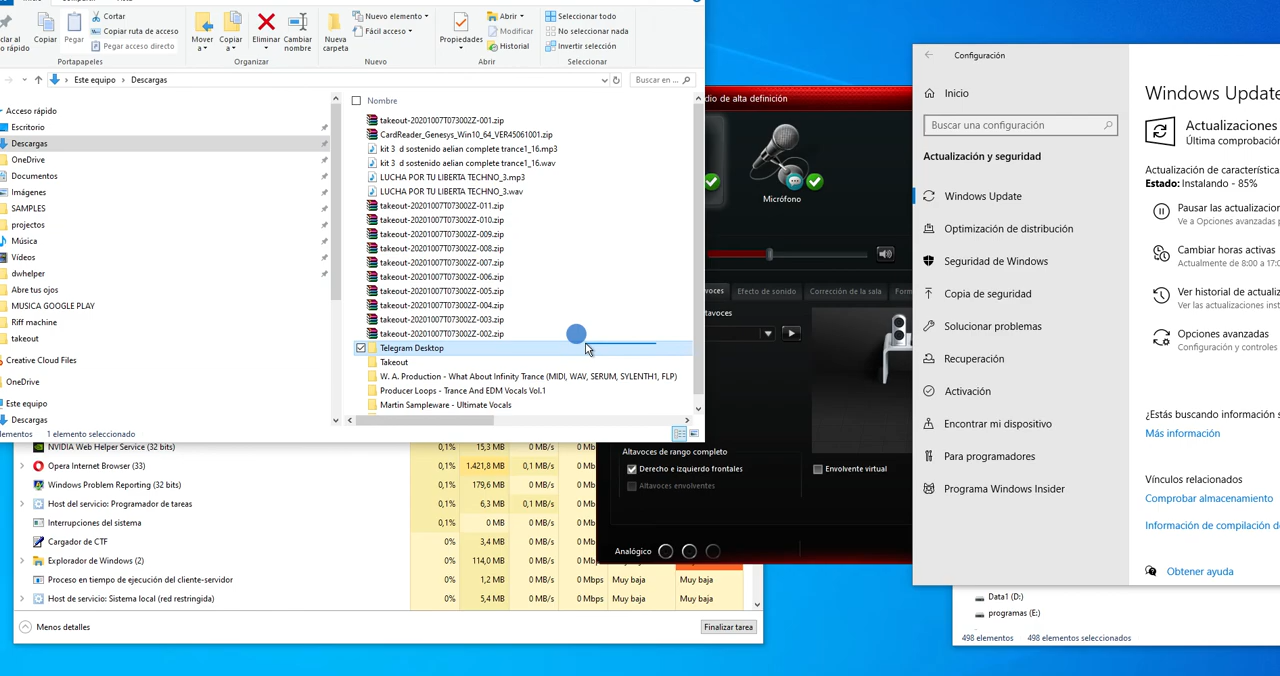 Cortar
Copiar ruta de acceso
Pegar acceso directo
Copiar
Pegar
Portapapeles
Mover
a
Copiar
a
Eliminar
Cambiar
nombre
Organizar
Nueva
carpeta
Nuevo elemento
Fácil acceso
Nuevo
Propiedades
Abrir
Modificar
Historial
Abrir
Seleccionar todo
No seleccionar nada
Invertir selección
Seleccionar
Este equipo > Descargas
Buscar en ...
Acceso rápido
Escritorio
Descargas
OneDrive
Documentos
Imágenes
SAMPLES
projectos
Música
Vídeos
dwhelper
Abre tus ojos
MUSICA GOOGLE PLAY
Riff machine
takeout
Creative Cloud Files
OneDrive
Este equipo
Descargas
1 elemento seleccionado
Nombre
takeout-20201007T073002Z-001.zip
CardReader_Genesys_Win10_64_VER45061001.zip
kit 3 d sostenido aelian complete trance1_16.mp3
kit 3 d sostenido aelian complete trance1_16.wav
LUCHA POR TU LIBERTA TECHNO_3.mp3
LUCHA POR TU LIBERTA TECHNO_3.wav
takeout-20201007T073002Z-011.zip
takeout-20201007T073002Z-010.zip
takeout-20201007T073002Z-009.zip
takeout-20201007T073002Z-008.zip
takeout-20201007T073002Z-007.zip
takeout-20201007T073002Z-006.zip
takeout-20201007T073002Z-005.zip
takeout-20201007T073002Z-004.zip
takeout-20201007T073002Z-003.zip
takeout-20201007T073002Z-002.zip
Telegram Desktop
Takeout
W. A. Production - What About Infinity Trance (MIDI, WAV, SERUM, SYLENTH1, FLP)
Producer Loops - Trance And EDM Vocals Vol.1
Martin Sampleware - Ultimate Vocals
NVIDIA Web Helper Service (32 bits) 0,1% 15,3 MB 0 MB/s 0 Mb
Opera Internet Browser (33) 0,1% 1.421,8 MB 0,1 MB/s 0 Mb
Windows Problem Reporting (32 bits) 0,1% 179,6 MB 0 MB/s 0 Mb
Host del servicio: Programador de tareas 0,1% 6,3 MB 0,1 MB/s 0 Mb
Interrupciones del sistema 0,1% 0 MB 0 MB/s 0 Mb
Cargador de CTF 0% 3,4 MB 0 MB/s 0 Mb
Explorador de Windows (2) 0% 114,0 MB 0 MB/s 0 Mb
Proceso en tiempo de ejecución del cliente-servidor 0% 1,2 MB 0 MB/s 0 Mbps Muy baja Muy baja
Host de servicio: Sistema local (red restringida) 0% 5,4 MB 0 MB/s 0 Mbps Muy baja Muy baja
Menos detalles
Finalizar tarea
dio de alta definición
Micrófono
Efecto de sonido
Corrección de la sala
Altavoces de rango completo
Derecho e izquierdo frontales
Altavoces envolventes
Envolvente virtual
Analógico
Configuración
Inicio
Buscar una configuración
Actualización y seguridad
Windows Update
Optimización de distribución
Seguridad de Windows
Copia de seguridad
Solucionar problemas
Recuperación
Activación
Encontrar mi dispositivo
Para programadores
Programa Windows Insider
Windows Update
Actualizaciones
Última comprobación
Actualización de característica
Estado: Instalando - 85%
Pausar las actualizacion
Ve a Opciones avanzadas p
Cambiar horas activas
Actualmente de 8:00 a 17:0
Ver historial de actualiz
Ver las actualizaciones inst
Opciones avanzadas
Configuración y controles
¿Estás buscando información s
Más información
Vínculos relacionados
Comprobar almacenamiento
Información de compilación d
Obtener ayuda
Data1 (D:)
programas (E:)
498 elementos 498 elementos seleccionados